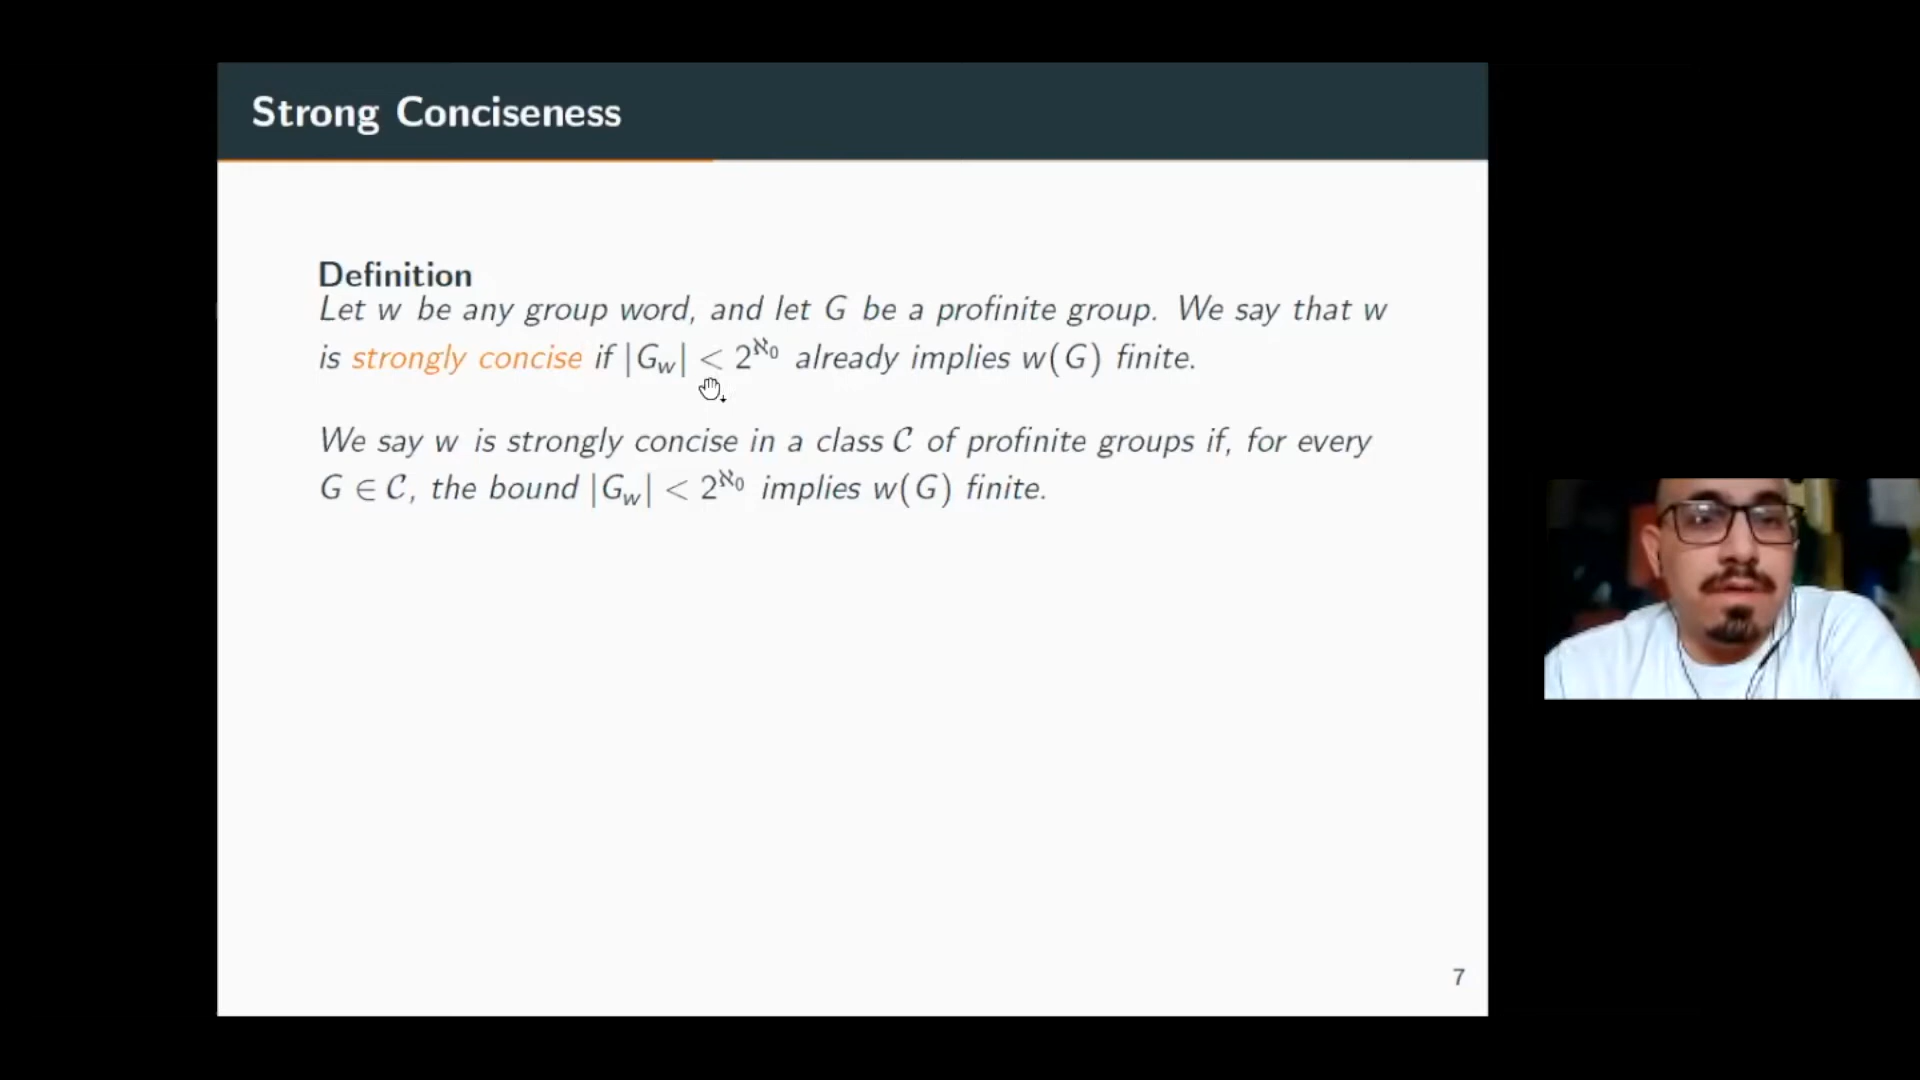 Strong Conciseness
Definition
Let w be any group word, and let G be a profinite group. We say that w
is strongly concise if |G_w| < 2^{ℵ_0} already implies w(G) finite.
We say w is strongly concise in a class 𝒞 of profinite groups if, for every
G ∈ 𝒞, the bound |G_w| < 2^{ℵ_0} implies w(G) finite.
7